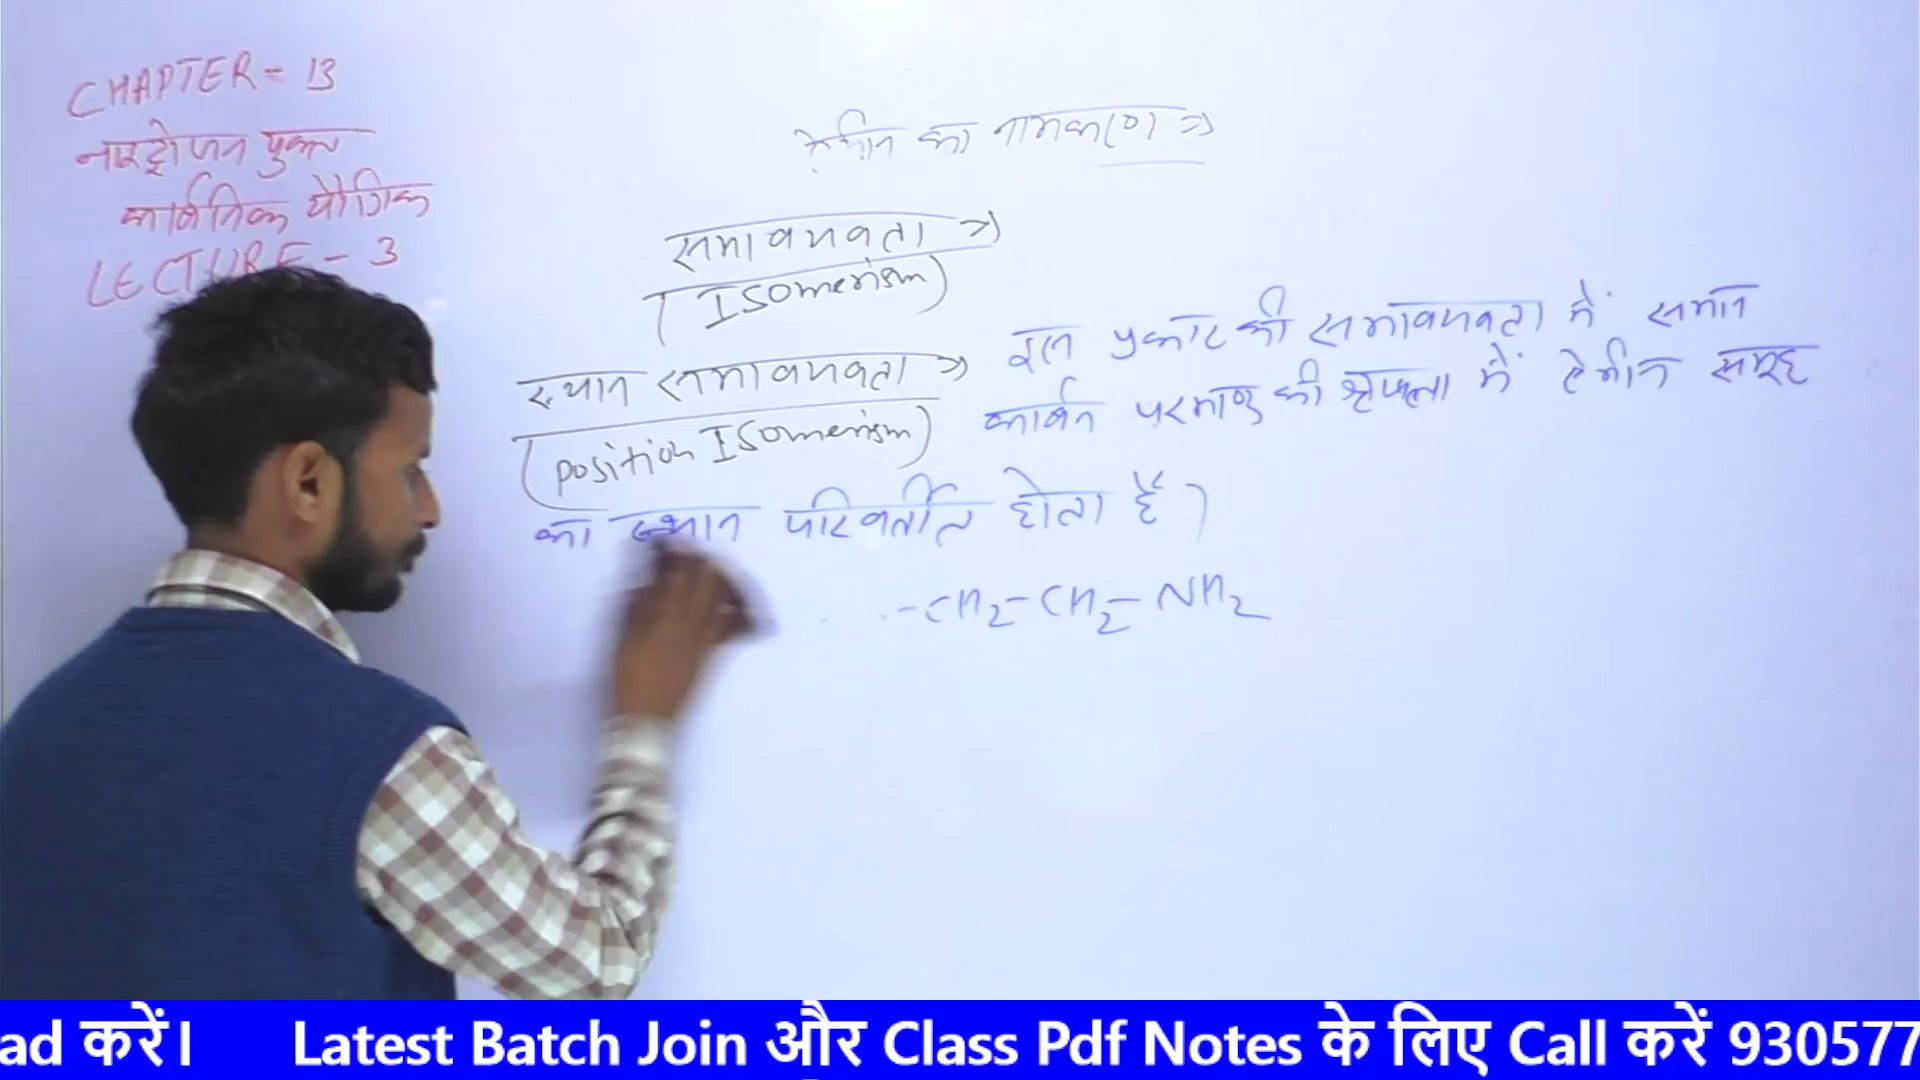 CHAPTER - 13
नाइट्रोजन युक्त
कार्बनिक यौगिक
LECTURE - 3
ऐमीन का नामकरण ⇒
समावयवता ⇒
(Isomerism)
स्थान समावयवता ⇒ इस प्रकार की समावयवता में समान
(position Isomerism) कार्बन परमाणु की श्रृंखला में ऐमीन समूह
का स्थान परिवर्तित होता है।
-CH2-CH2-NH2
ad करें। Latest Batch Join और Class Pdf Notes के लिए Call करें 930577